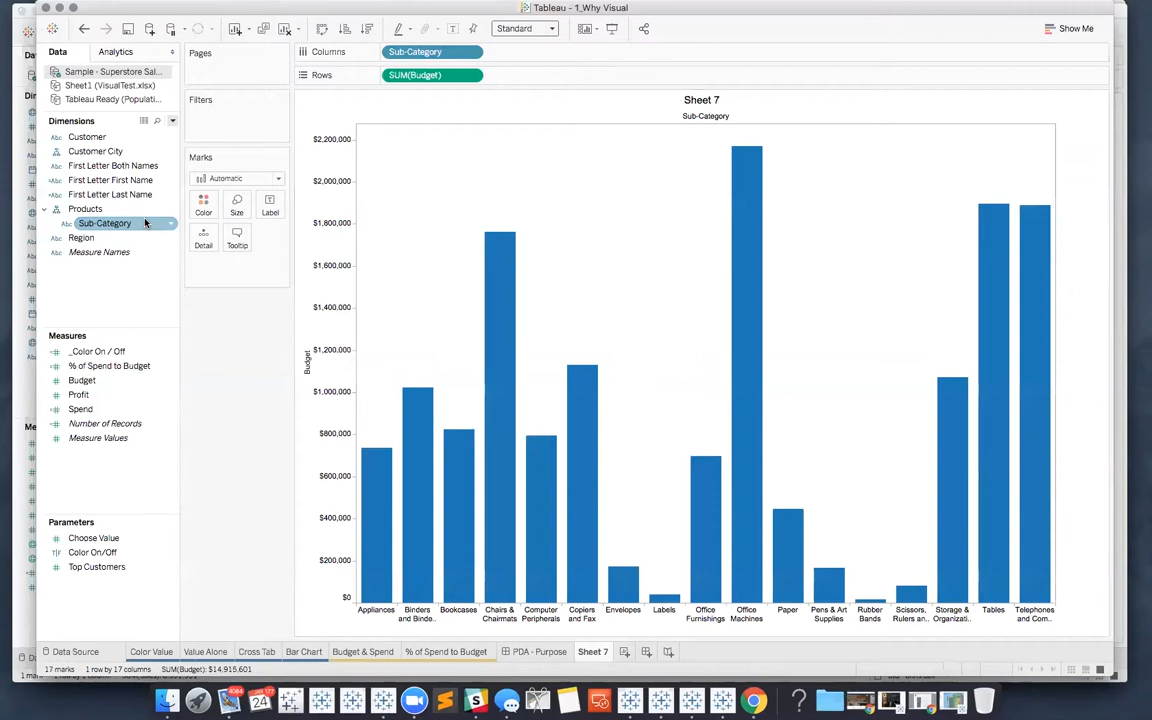 Tableau - 1_Why Visual
Standard
Show Me
Data
Analytics
Sample - Superstore Sal...
Sheet1 (VisualTest.xlsx)
Tableau Ready (Populati...
Dimensions
Abc Customer
Customer City
Abc First Letter Both Names
Abc First Letter First Name
Abc First Letter Last Name
Products
Abc Sub-Category
Abc Region
Abc Measure Names
Measures
_Color On / Off
% of Spend to Budget
Budget
Profit
Spend
Number of Records
Measure Values
Parameters
Choose Value
Color On/Off
Top Customers
Pages
Filters
Marks
Automatic
Color
Size
Label
Detail
Tooltip
Columns
Sub-Category
Rows
SUM(Budget)
Sheet 7
Sub-Category
Budget
$2,200,000
$2,000,000
$1,800,000
$1,600,000
$1,400,000
$1,200,000
$1,000,000
$800,000
$600,000
$400,000
$200,000
$0
Appliances
Binders
and Binde..
Bookcases
Chairs &
Chairmats
Computer
Peripherals
Copiers
and Fax
Envelopes
Labels
Office
Furnishings
Office
Machines
Paper
Pens & Art
Supplies
Rubber
Bands
Scissors,
Rulers an..
Storage &
Organizati..
Tables
Telephones
and Com..
Data Source
Color Value
Value Alone
Cross Tab
Bar Chart
Budget & Spend
% of Spend to Budget
PDA - Purpose
Sheet 7
17 marks
1 row by 17 columns
SUM(Budget): $14,915,601